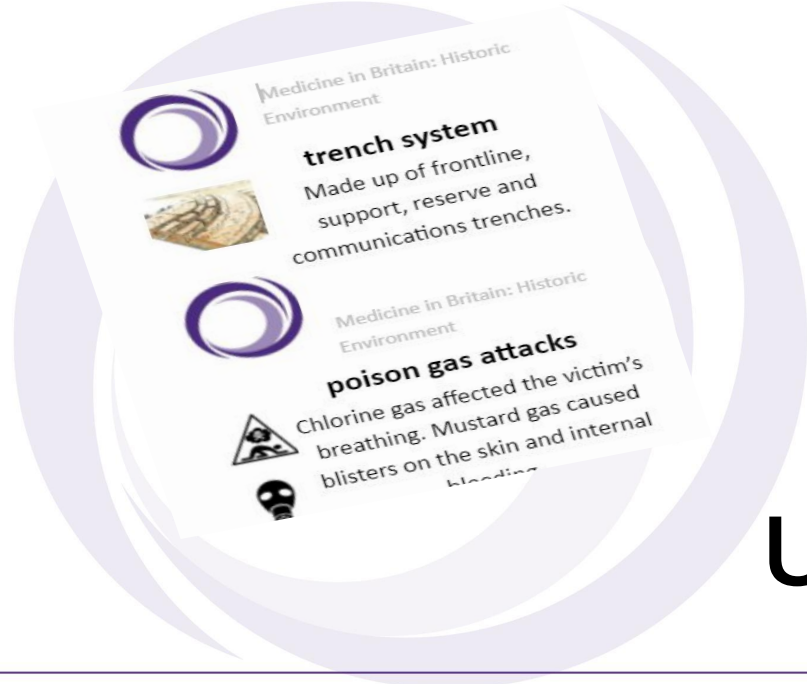 Medicine in Britain: Historic
Environment
trench system
Made up of frontline,
support, reserve and
communications trenches.
Medicine in Britain: Historic
Environment
poison gas attacks
Chlorine gas affected the victim's
breathing. Mustard gas caused
blisters on the skin and internal
bleeding
U